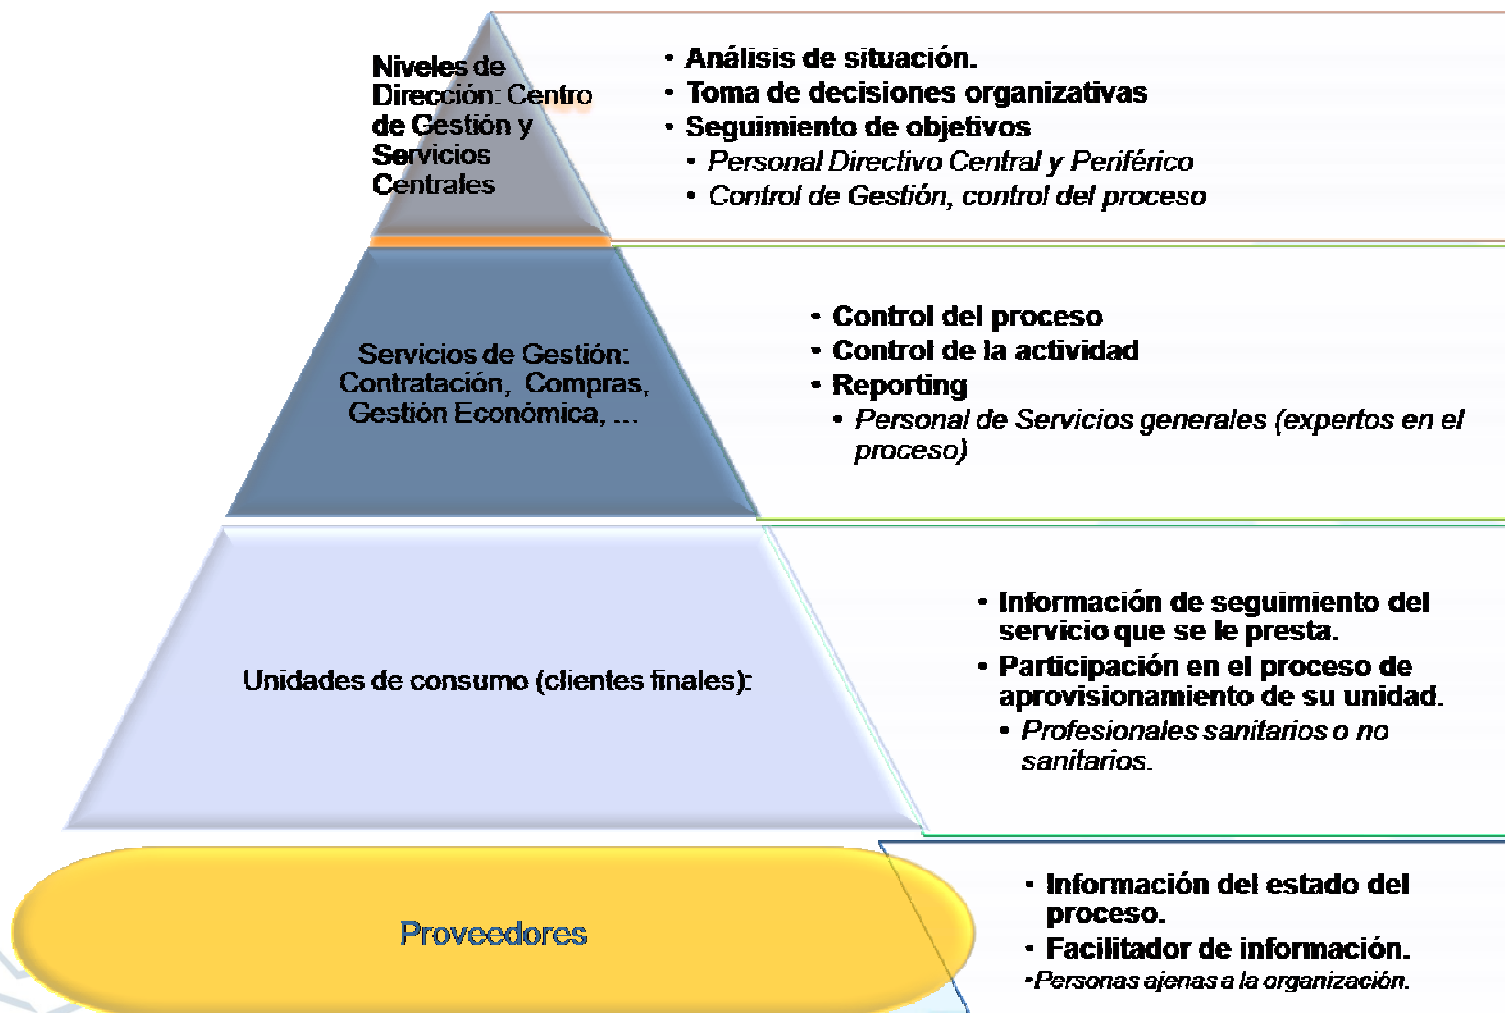 Niveles de
Dirección: Centro
de Gestión y
Servicios
Centrales
• Análisis de situación.
• Toma de decisiones organizativas
• Seguimiento de objetivos
• Personal Directivo Central y Periférico
• Control de Gestión, control del proceso
Servicios de Gestión:
Contratación, Compras,
Gestión Económica, ...
• Control del proceso
• Control de la actividad
• Reporting
• Personal de Servicios generales (expertos en el
proceso)
Unidades de consumo (clientes finales):
• Información de seguimiento del
servicio que se le presta.
• Participación en el proceso de
aprovisionamiento de su unidad.
• Profesionales sanitarios o no
sanitarios.
Proveedores
• Información del estado del
proceso.
• Facilitador de información.
•Personas ajenas a la organización.